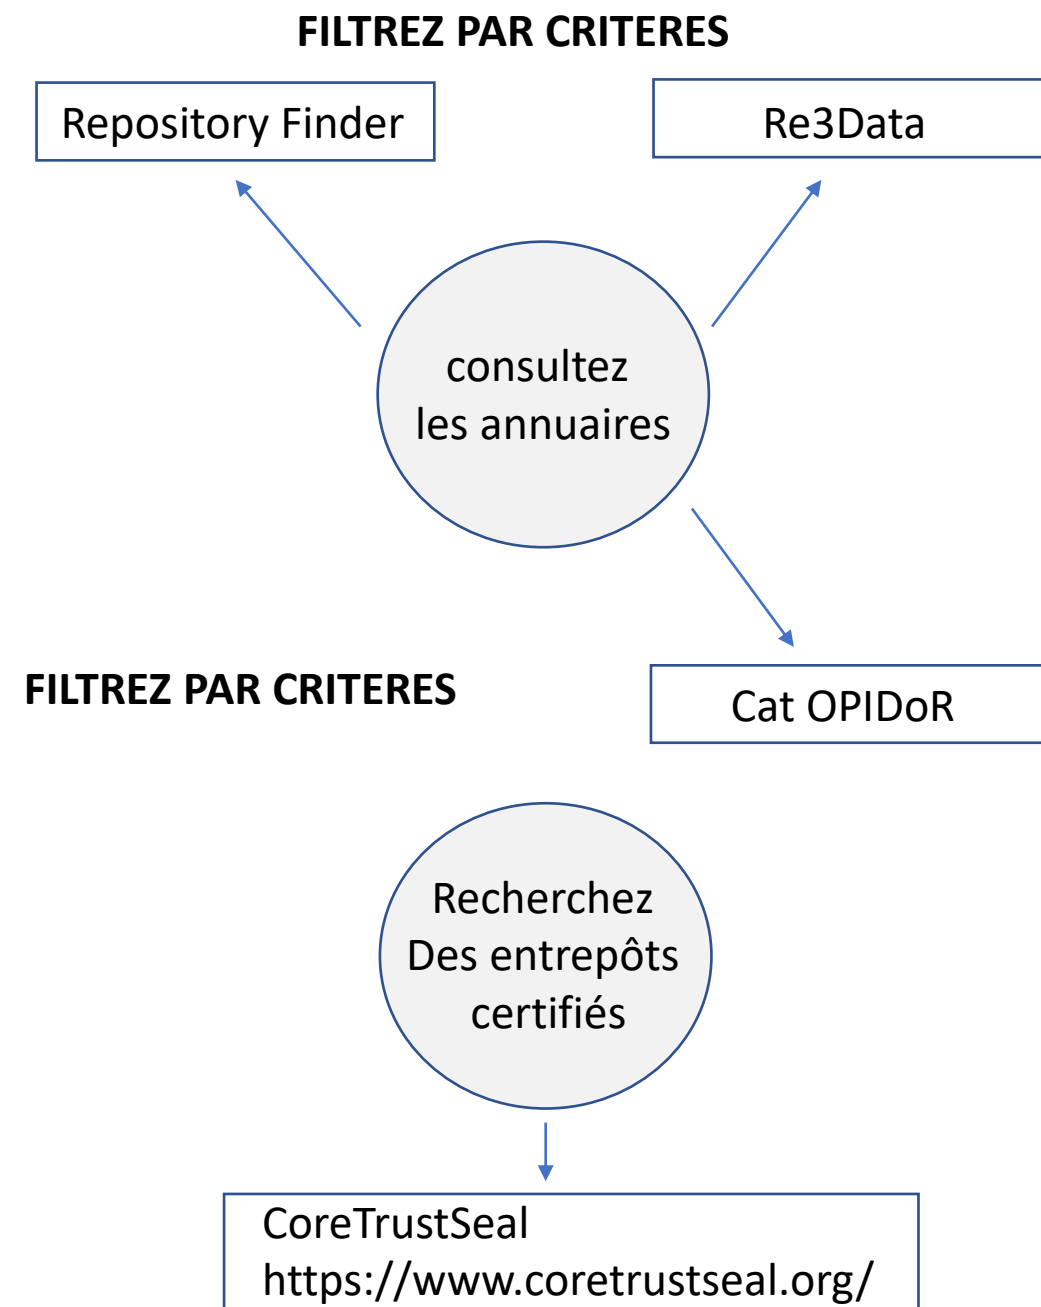 FILTREZ PAR CRITERES
Repository Finder
Re3Data
consultez
les annuaires
FILTREZ PAR CRITERES
Cat OPIDoR
Recherchez
Des entrepôts
certifiés
CoreTrustSeal
https://www.coretrustseal.org/